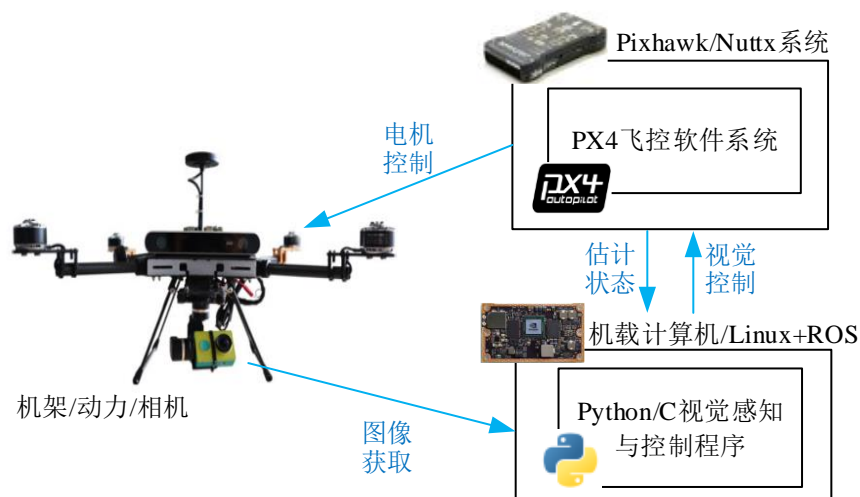 Pixhawk/Nuttx系统
PX4飞控软件系统
PX4
autopilot
电机
控制
估计
状态
视觉
控制
机载计算机/Linux+ROS
Python/C视觉感知
与控制程序
机架/动力/相机
图像
获取